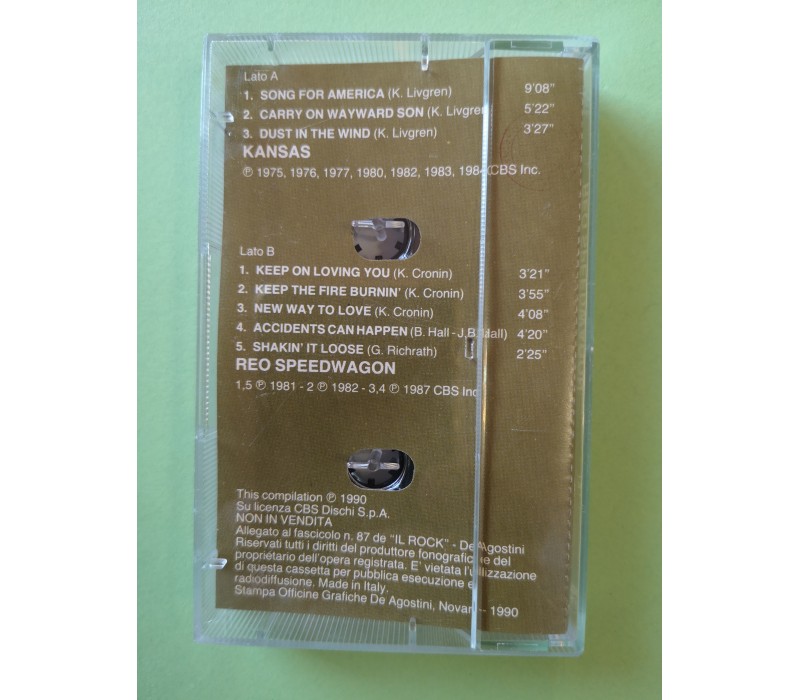 Lato A
1. SONG FOR AMERICA (K. Livgren) 9'08"
2. CARRY ON WAYWARD SON (K. Livgren) 5'22"
3. DUST IN THE WIND (K. Livgren) 3'27"
KANSAS
℗ 1975, 1976, 1977, 1980, 1982, 1983, 1984 CBS Inc.
Lato B
1. KEEP ON LOVING YOU (K. Cronin) 3'21"
2. KEEP THE FIRE BURNIN' (K. Cronin) 3'55"
3. NEW WAY TO LOVE (K. Cronin) 4'08"
4. ACCIDENTS CAN HAPPEN (B. Hall - J.B. Hall) 4'20"
5. SHAKIN' IT LOOSE (G. Richrath) 2'25"
REO SPEEDWAGON
1,5 ℗ 1981 - 2 ℗ 1982 - 3,4 ℗ 1987 CBS Inc.
This compilation ℗ 1990
Su licenza CBS Dischi S.p.A.
NON IN VENDITA
Allegato al fascicolo n. 87 de "IL ROCK" - De Agostini
Riservati tutti i diritti del produttore fonografico e del
proprietario dell'opera registrata. E' vietata l'utilizzazione
di questa cassetta per pubblica esecuzione e
radiodiffusione. Made in Italy.
Stampa Officine Grafiche De Agostini, Novara – 1990